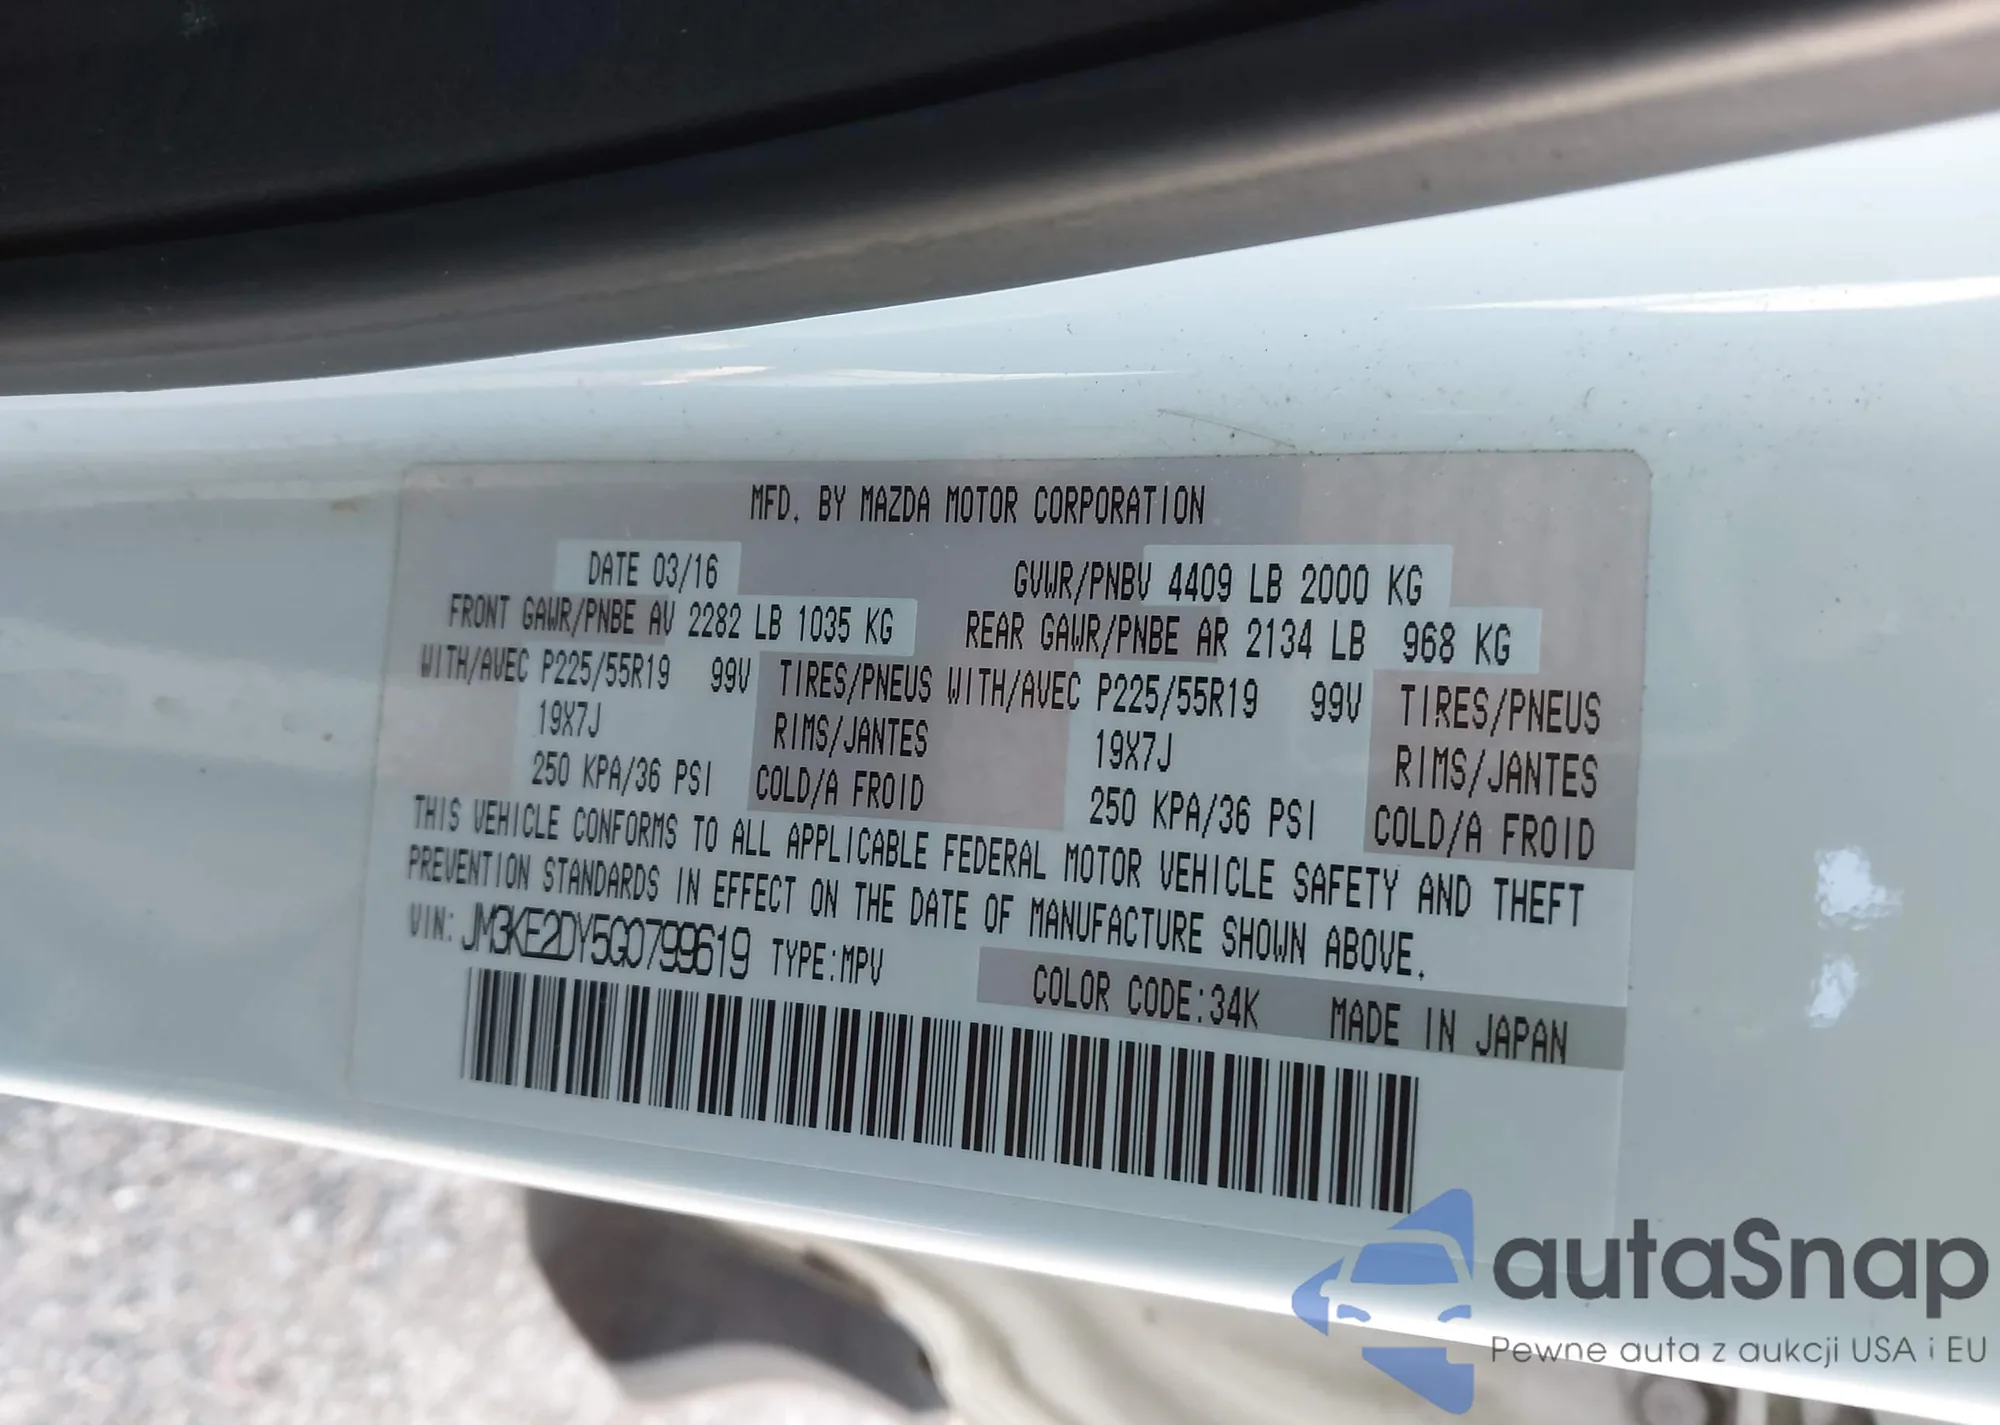 MFD. BY MAZDA MOTOR CORPORATION
DATE 03/16 GVWR/PNBV 4409 LB 2000 KG
FRONT GAWR/PNBE AV 2282 LB 1035 KG REAR GAWR/PNBE AR 2134 LB 968 KG
WITH/AVEC P225/55R19 99V TIRES/PNEUS WITH/AVEC P225/55R19 99V TIRES/PNEUS
19X7J RIMS/JANTES 19X7J RIMS/JANTES
250 KPA/36 PSI COLD/A FROID 250 KPA/36 PSI COLD/A FROID
THIS VEHICLE CONFORMS TO ALL APPLICABLE FEDERAL MOTOR VEHICLE SAFETY AND THEFT
PREVENTION STANDARDS IN EFFECT ON THE DATE OF MANUFACTURE SHOWN ABOVE.
VIN: JM3KE2DY5G0799619 TYPE:MPV
COLOR CODE:34K MADE IN JAPAN
autaSnap
Pewne auta z aukcji USA i EU